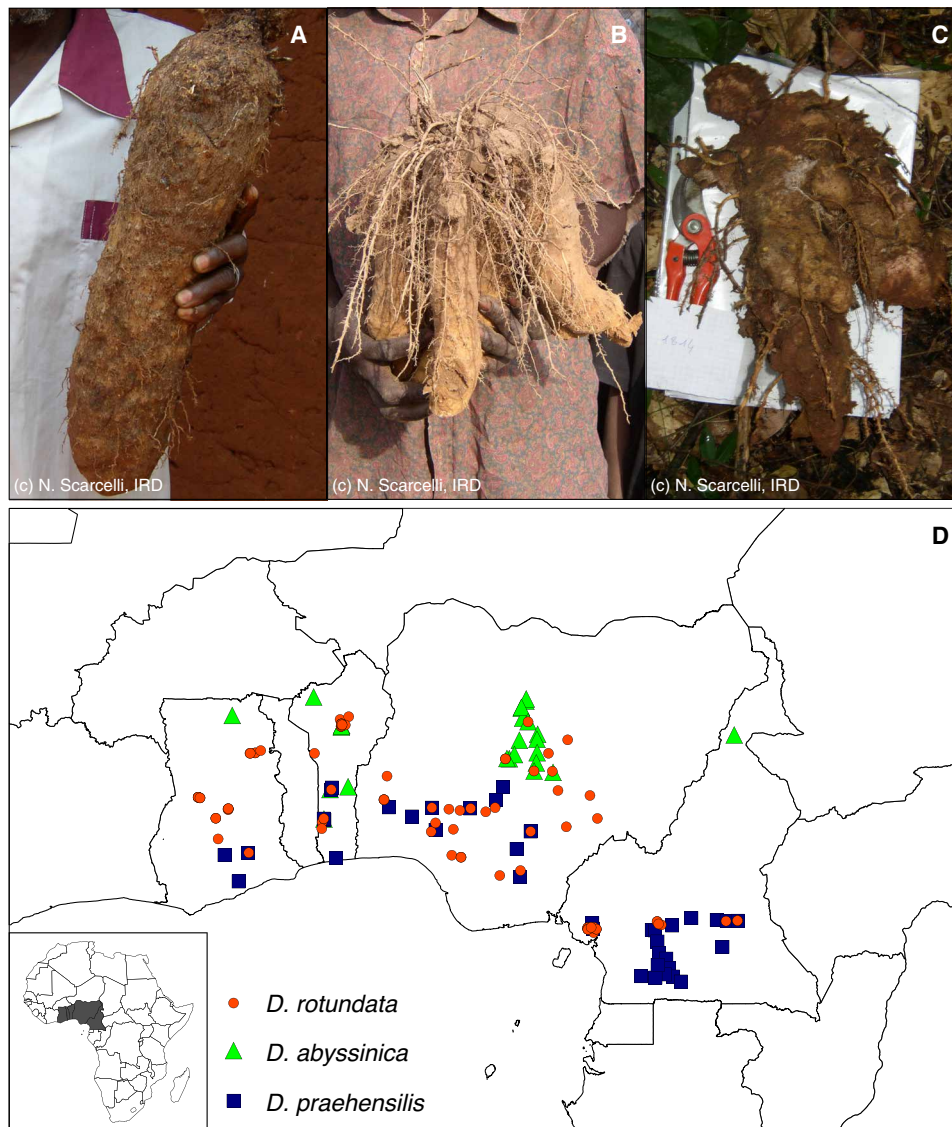 A
B
C
(c) N. Scarcelli, IRD
(c) N. Scarcelli, IRD
(c) N. Scarcelli, IRD
D
D. rotundata
D. abyssinica
D. praehensilis